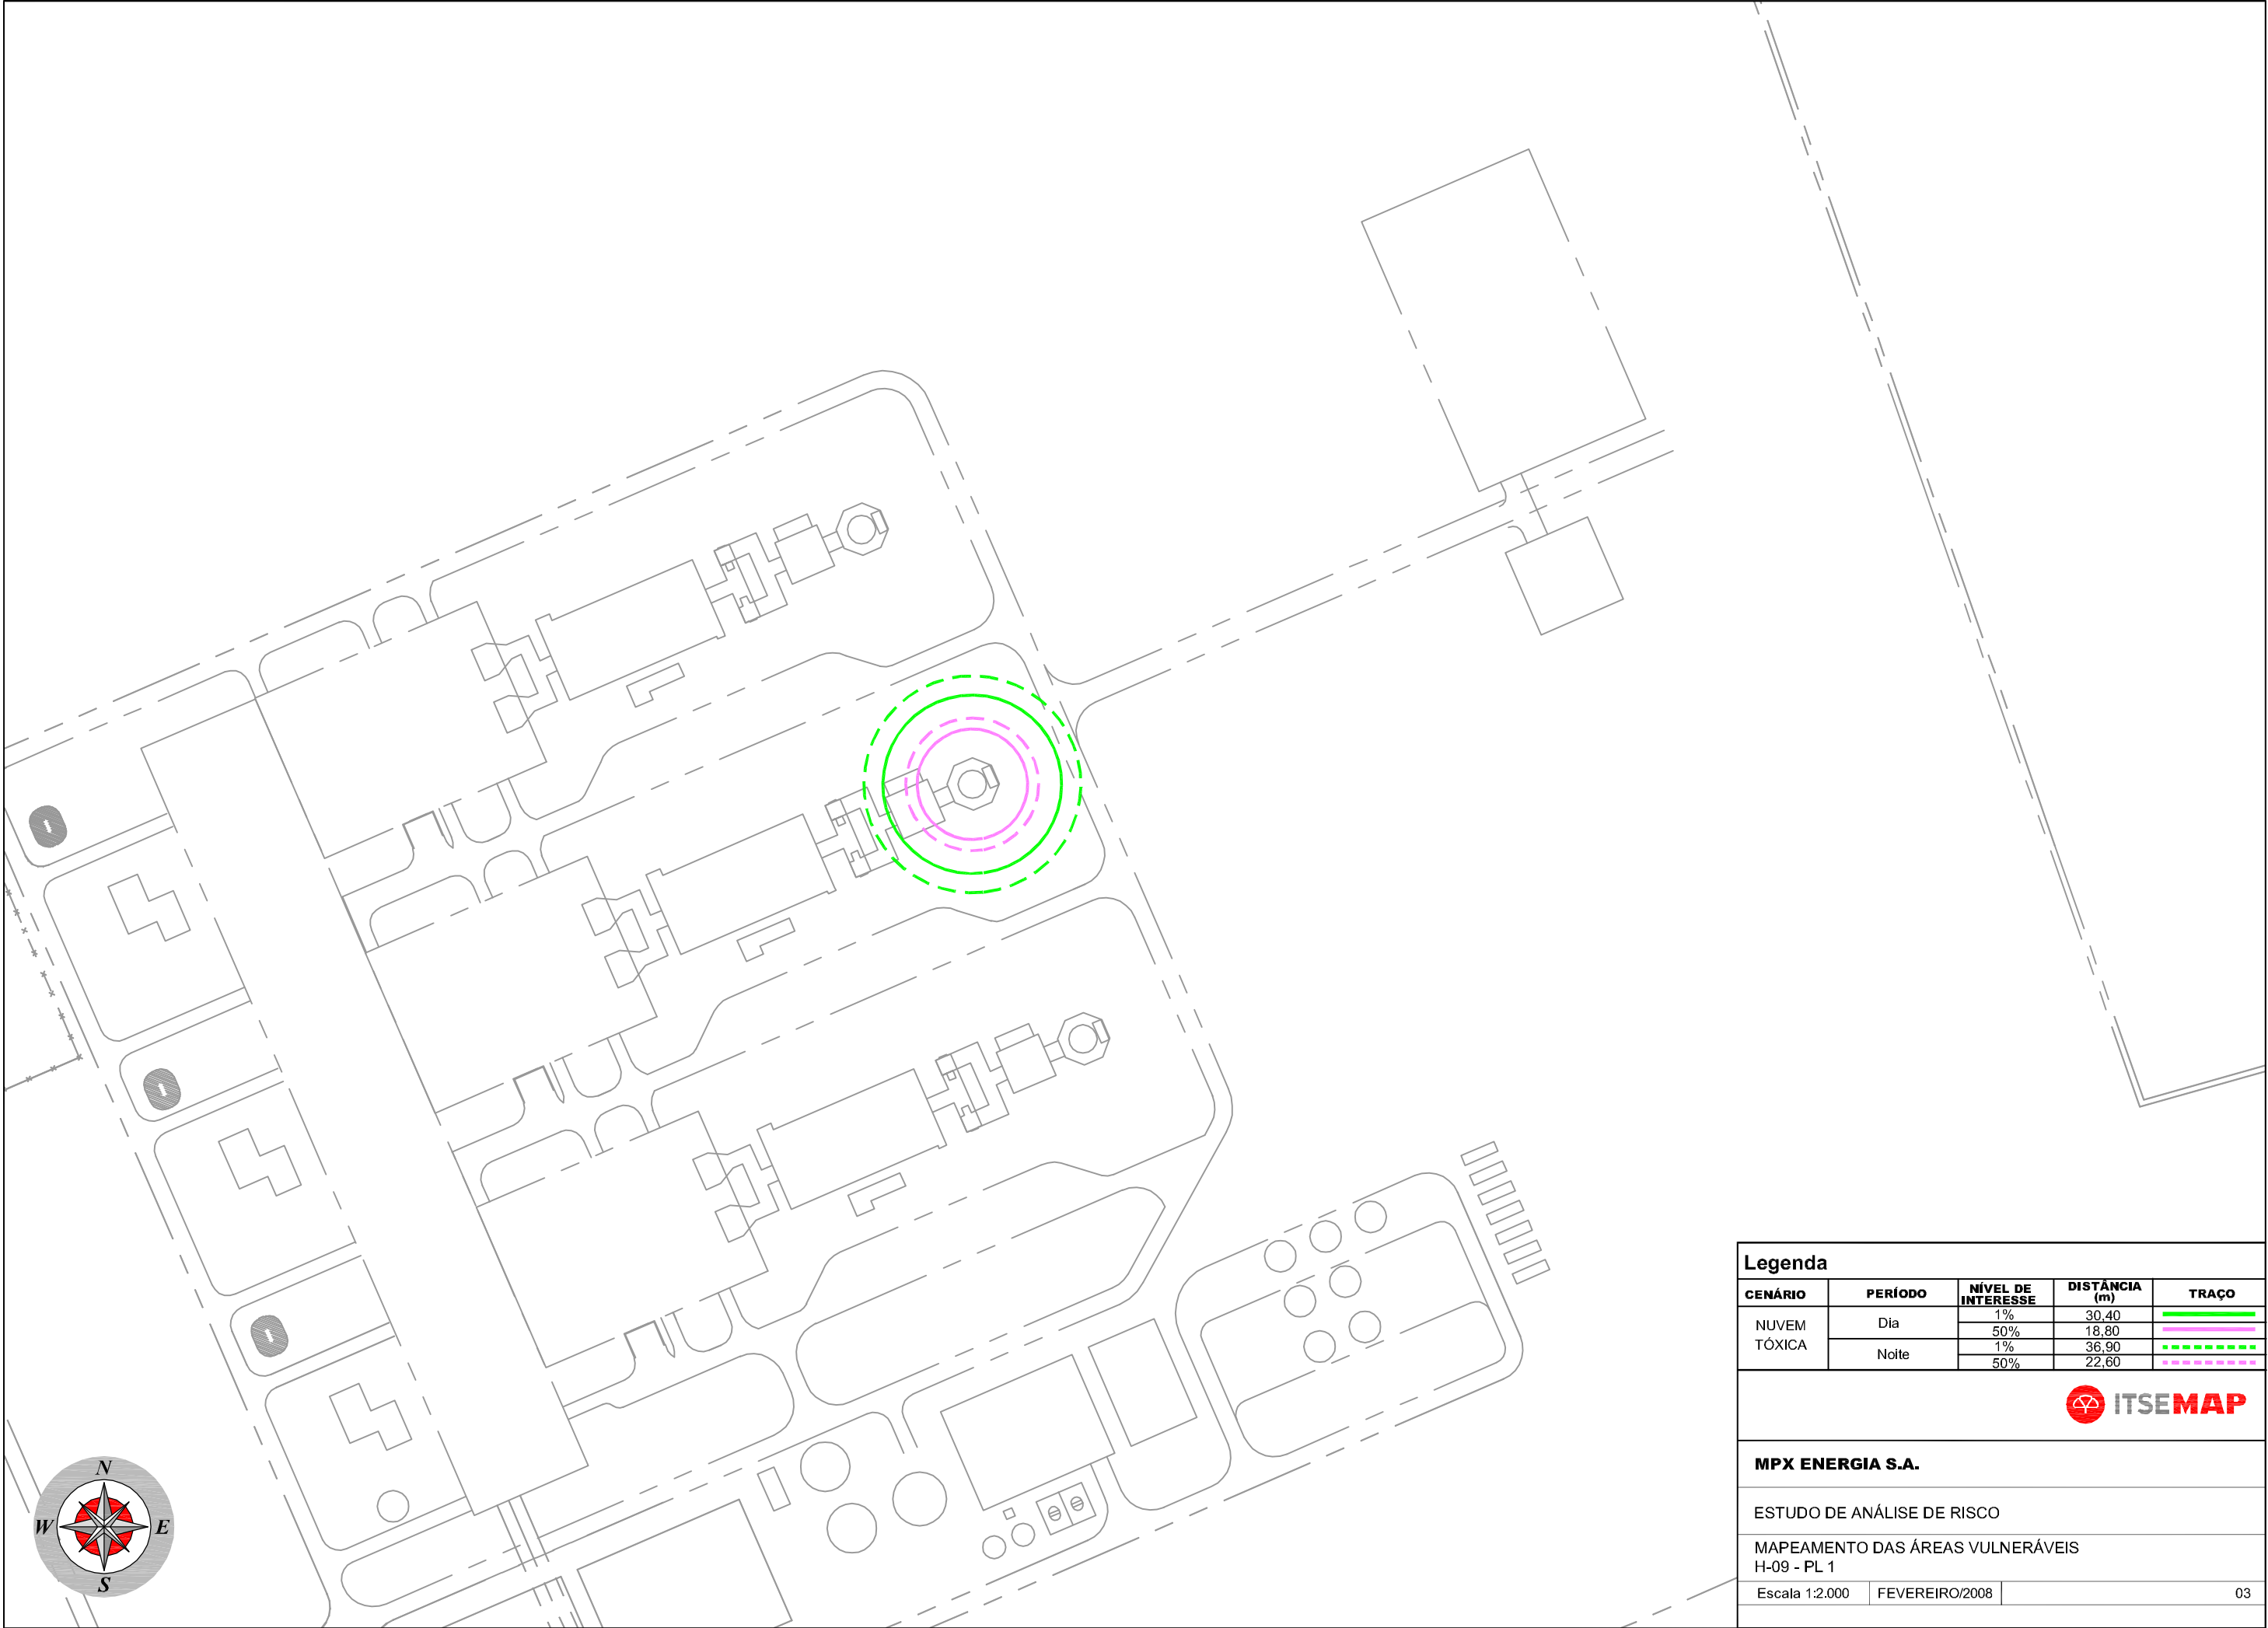 N
W E
S
Legenda
CENÁRIO PERÍODO NÍVEL DE INTERESSE DISTÂNCIA (m) TRAÇO
NUVEM TÓXICA Dia 1% 30,40
50% 18,80
Noite 1% 36,90
50% 22,60
ITSEMAP
MPX ENERGIA S.A.
ESTUDO DE ANÁLISE DE RISCO
MAPEAMENTO DAS ÁREAS VULNERÁVEIS
H-09 - PL 1
Escala 1:2.000 FEVEREIRO/2008 03